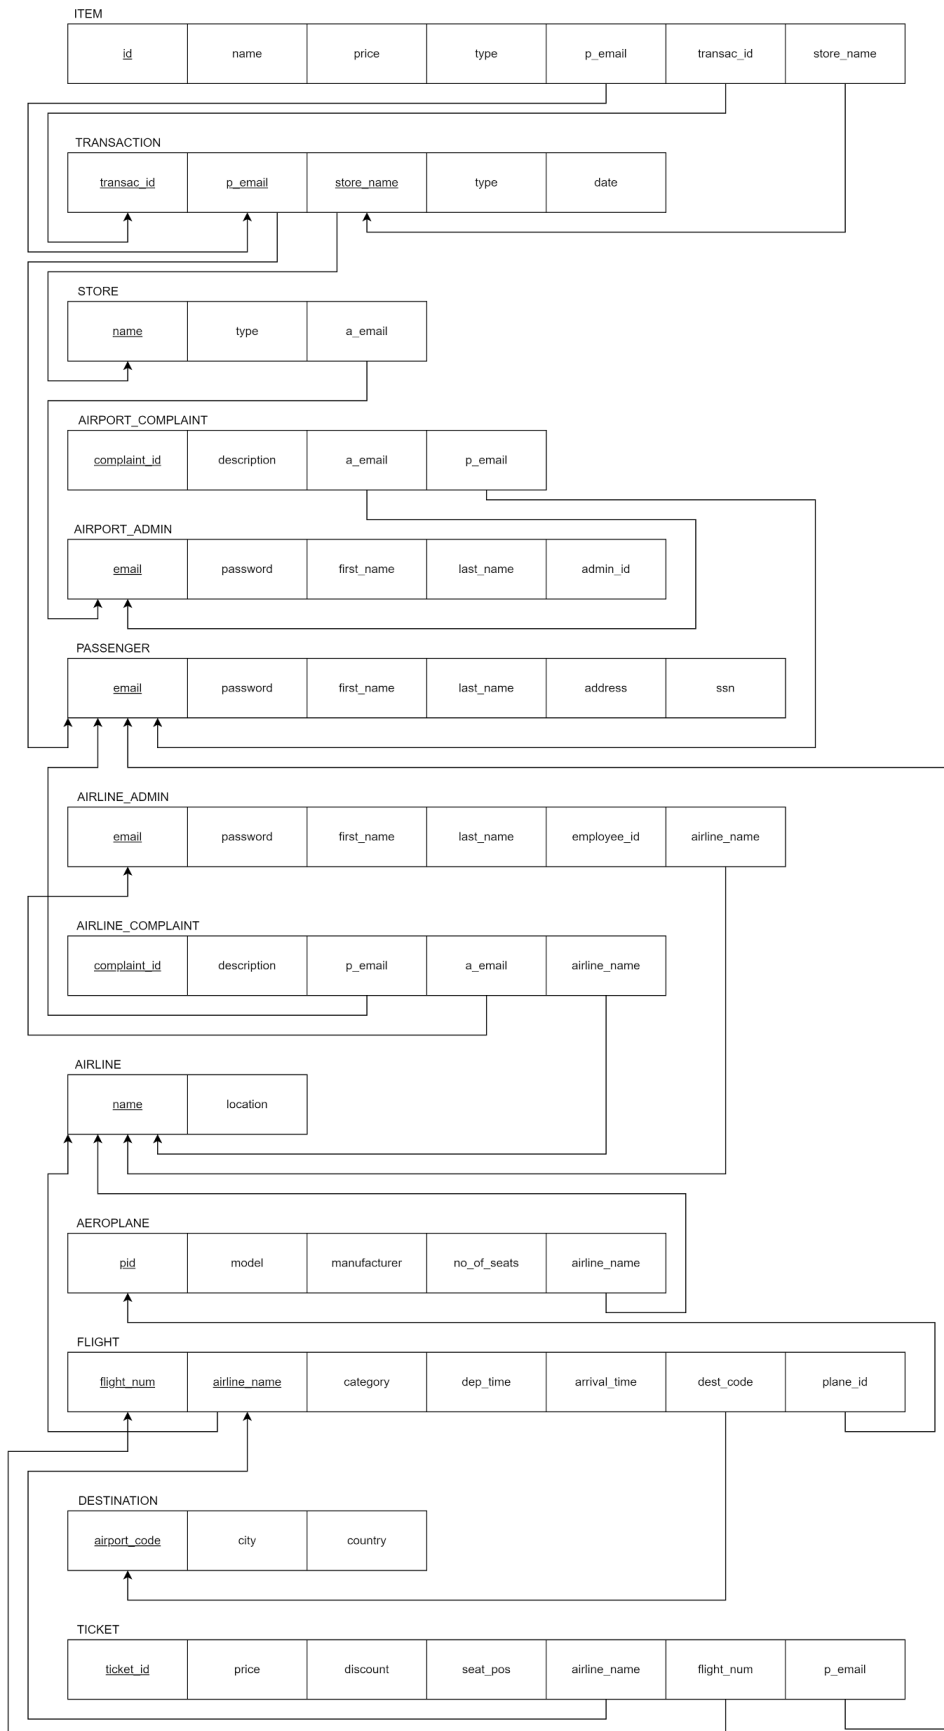 ITEM
id name price type p_email transac_id store_name
TRANSACTION
transac_id p_email store_name type date
STORE
name type a_email
AIRPORT_COMPLAINT
complaint_id description a_email p_email
AIRPORT_ADMIN
email password first_name last_name admin_id
PASSENGER
email password first_name last_name address ssn
AIRLINE_ADMIN
email password first_name last_name employee_id airline_name
AIRLINE_COMPLAINT
complaint_id description p_email a_email airline_name
AIRLINE
name location
AEROPLANE
pid model manufacturer no_of_seats airline_name
FLIGHT
flight_num airline_name category dep_time arrival_time dest_code plane_id
DESTINATION
airport_code city country
TICKET
ticket_id price discount seat_pos airline_name flight_num p_email